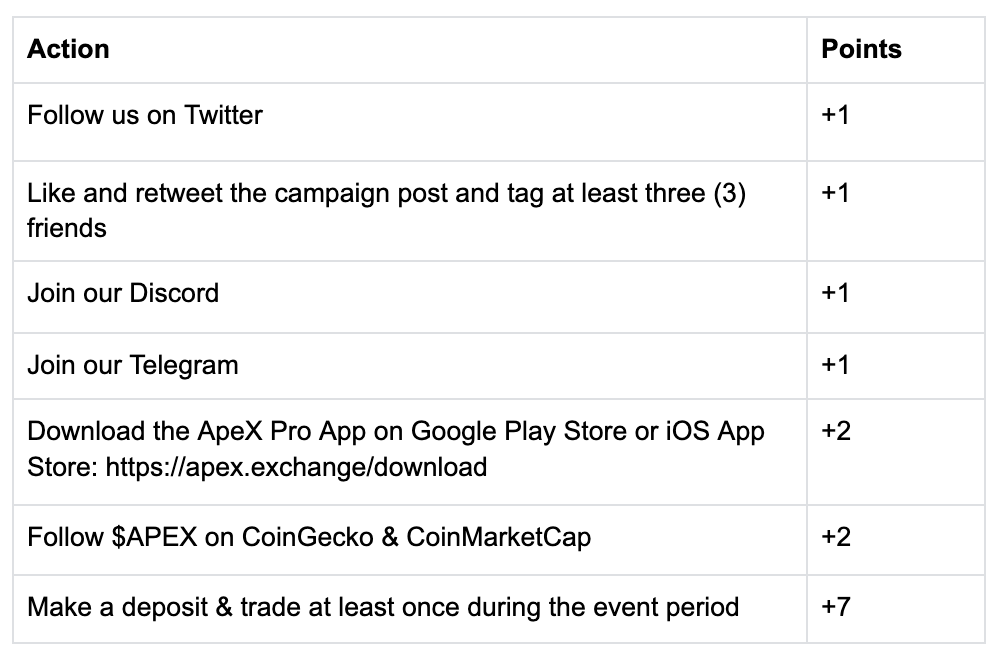 Action Points
Follow us on Twitter +1
Like and retweet the campaign post and tag at least three (3) +1
friends
Join our Discord +1
Join our Telegram +1
Download the ApeX Pro App on Google Play Store or iOS App +2
Store: https://apex.exchange/download
Follow $APEX on CoinGecko & CoinMarketCap +2
Make a deposit & trade at least once during the event period +7